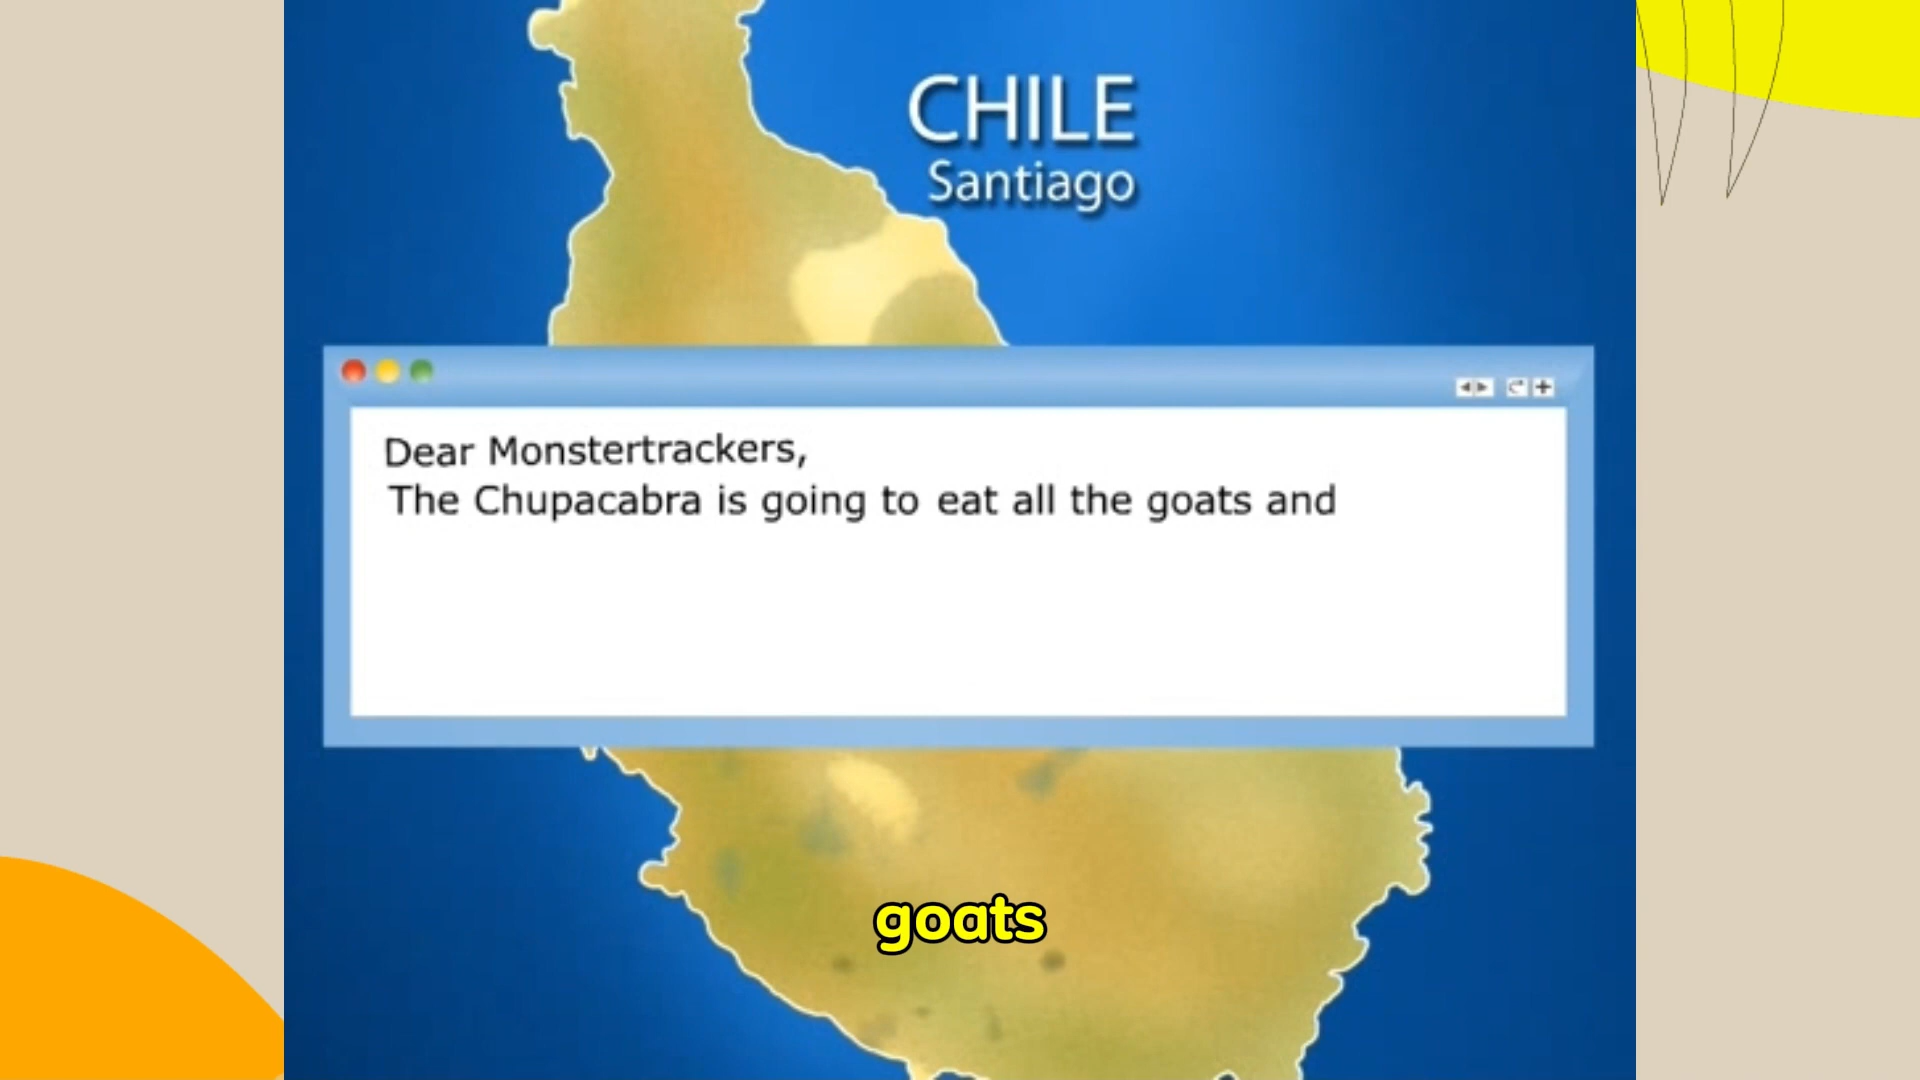 CHILE
Santiago
Dear Monstertrackers,
The Chupacabra is going to eat all the goats and
goats